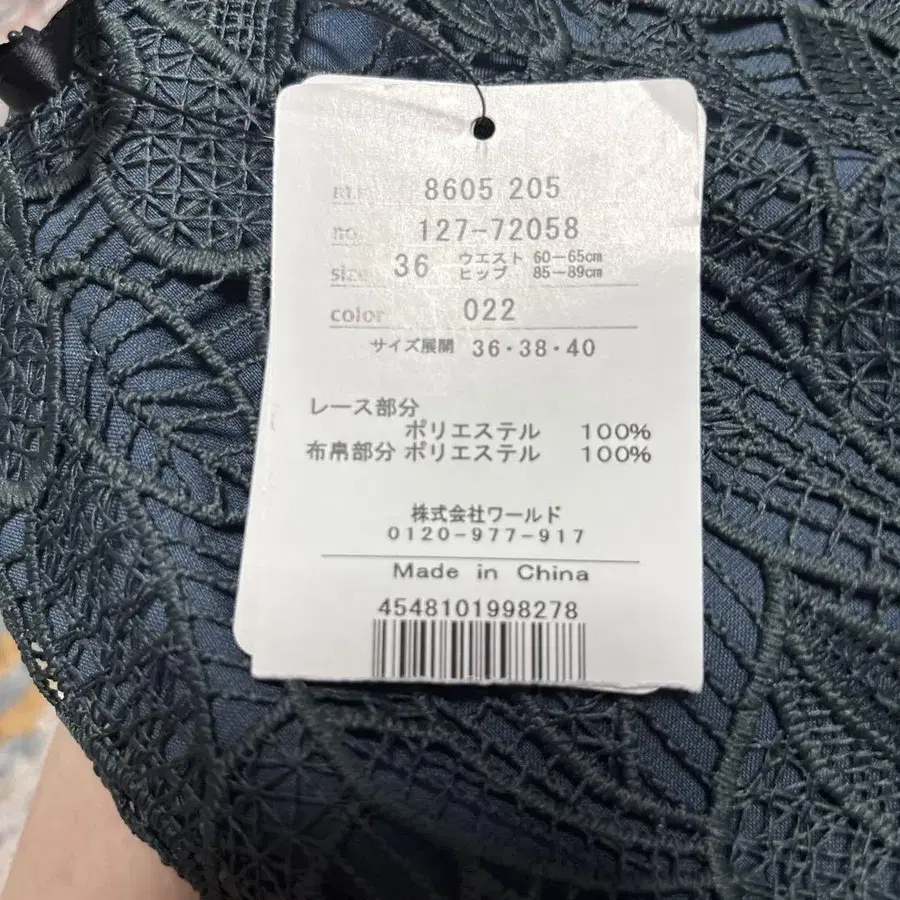 8605 205
no. 127-72058
size 36 ウエスト 60-65㎝
ヒップ 85-89㎝
color 022
サイズ展開 36・38・40
レース部分
ポリエステル 100%
布帛部分 ポリエステル 100%
株式会社ワールド
0120-977-917
Made in China
4548101998278